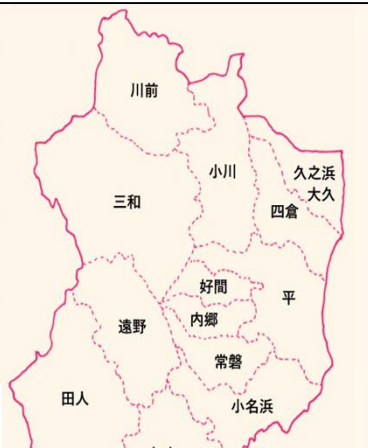 川前
小川
久之浜
大久
三和
四倉
好間
平
内郷
遠野
常磐
田人
小名浜